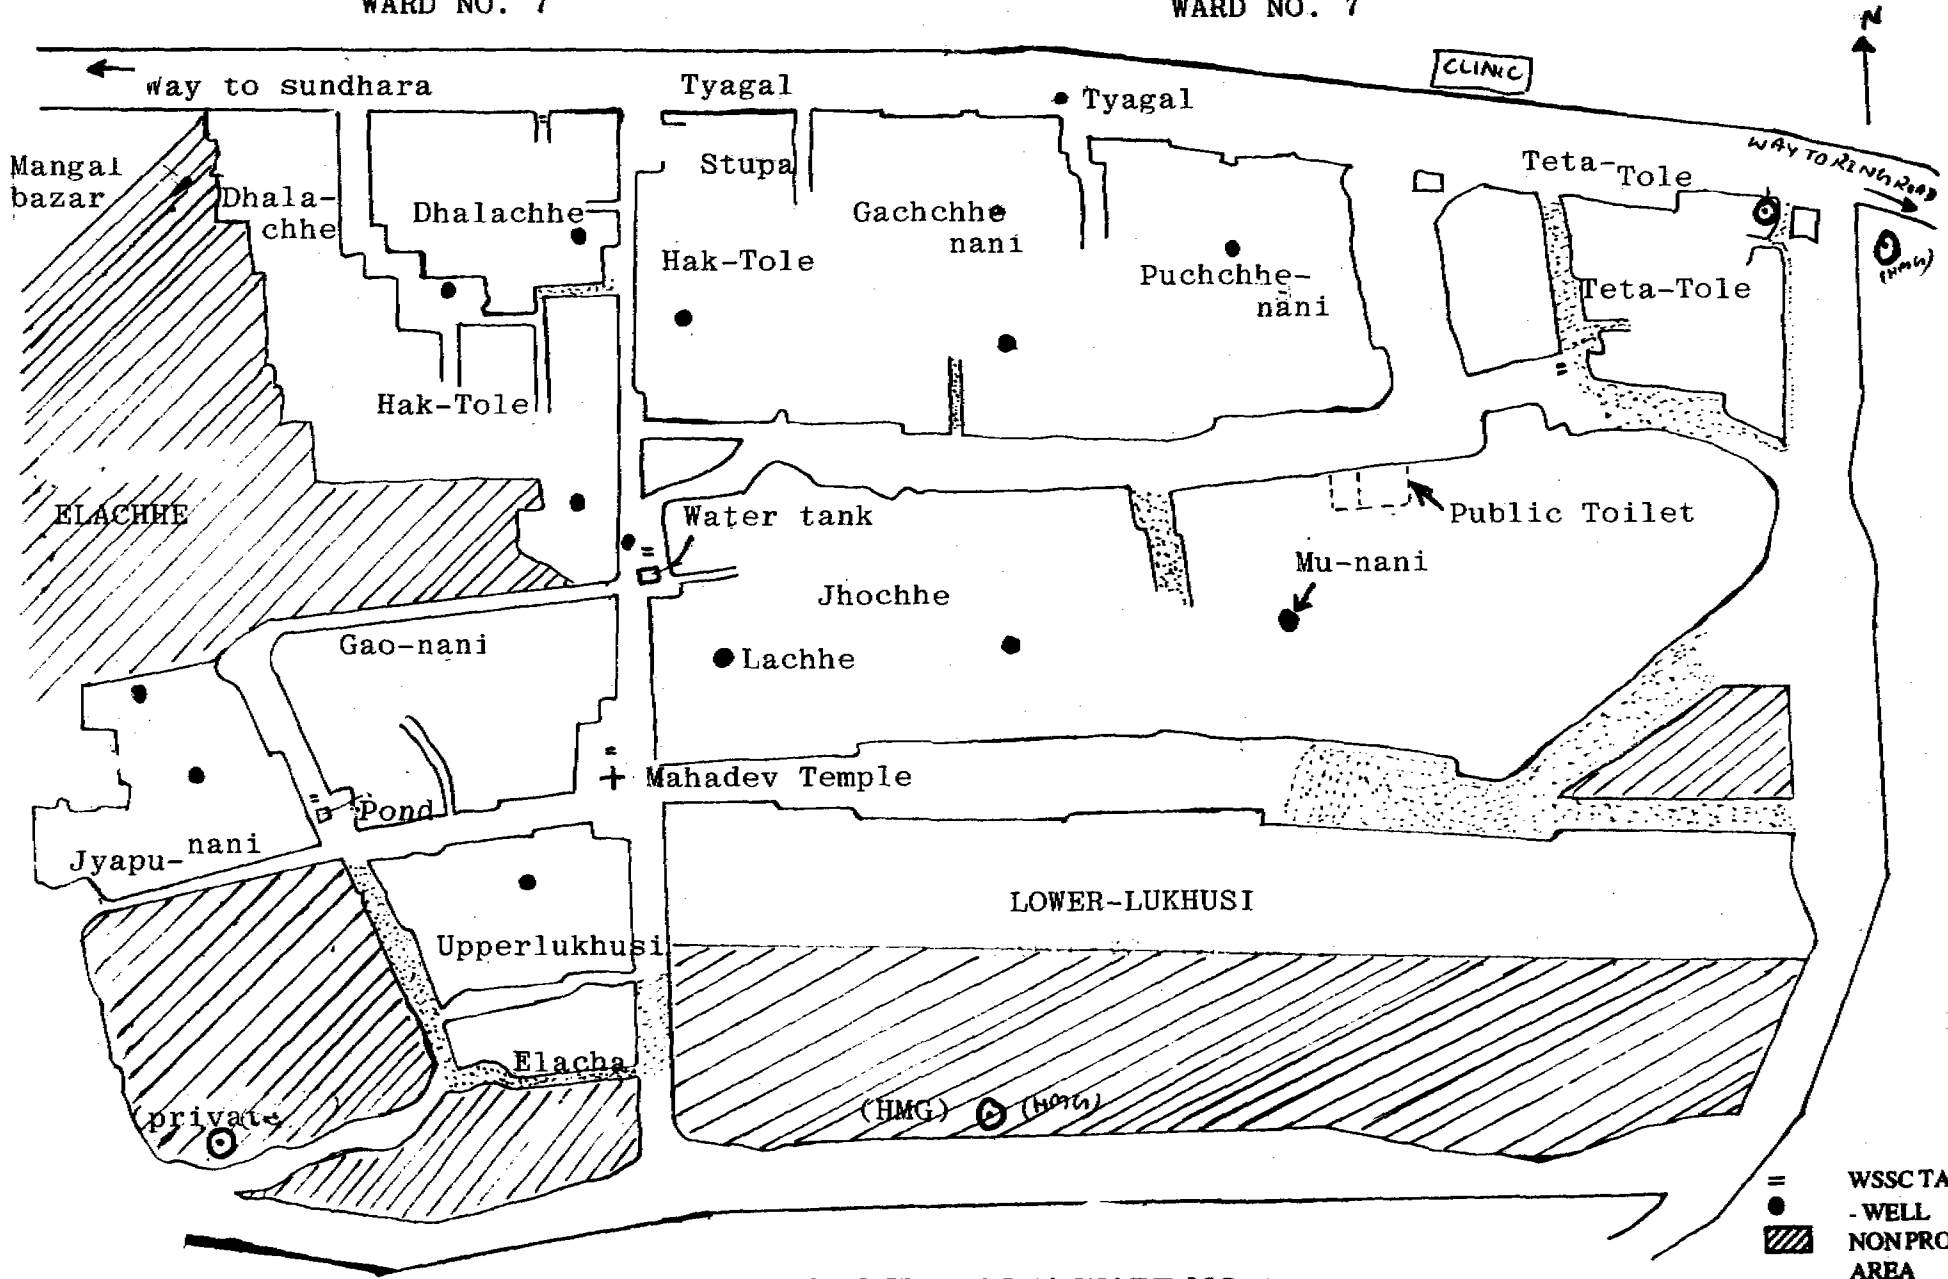 WARD NO. 7
WARD NO. 7
N
CLINIC
Way to sundhara
Tyagal
Tyagal
WAY TO RING ROAD
Mangal
bazar
Stupa
Teta-Tole
Dhala-
chhe
Dhalachhe
Gachchhe
nani
Hak-Tole
(HMG)
Puchchhe-
nani
Teta-Tole
Hak-Tole
ELACHHE
Water tank
Public Toilet
Mu-nani
Jhochhe
Gao-nani
Lachhe
Mahadev Temple
Pond
Jyapu-nani
LOWER-LUKHUSI
Upperlukhusi
Elacha
(private)
(HMG)
(HMG)
= WSSC TA
- WELL
NON PRO
AREA